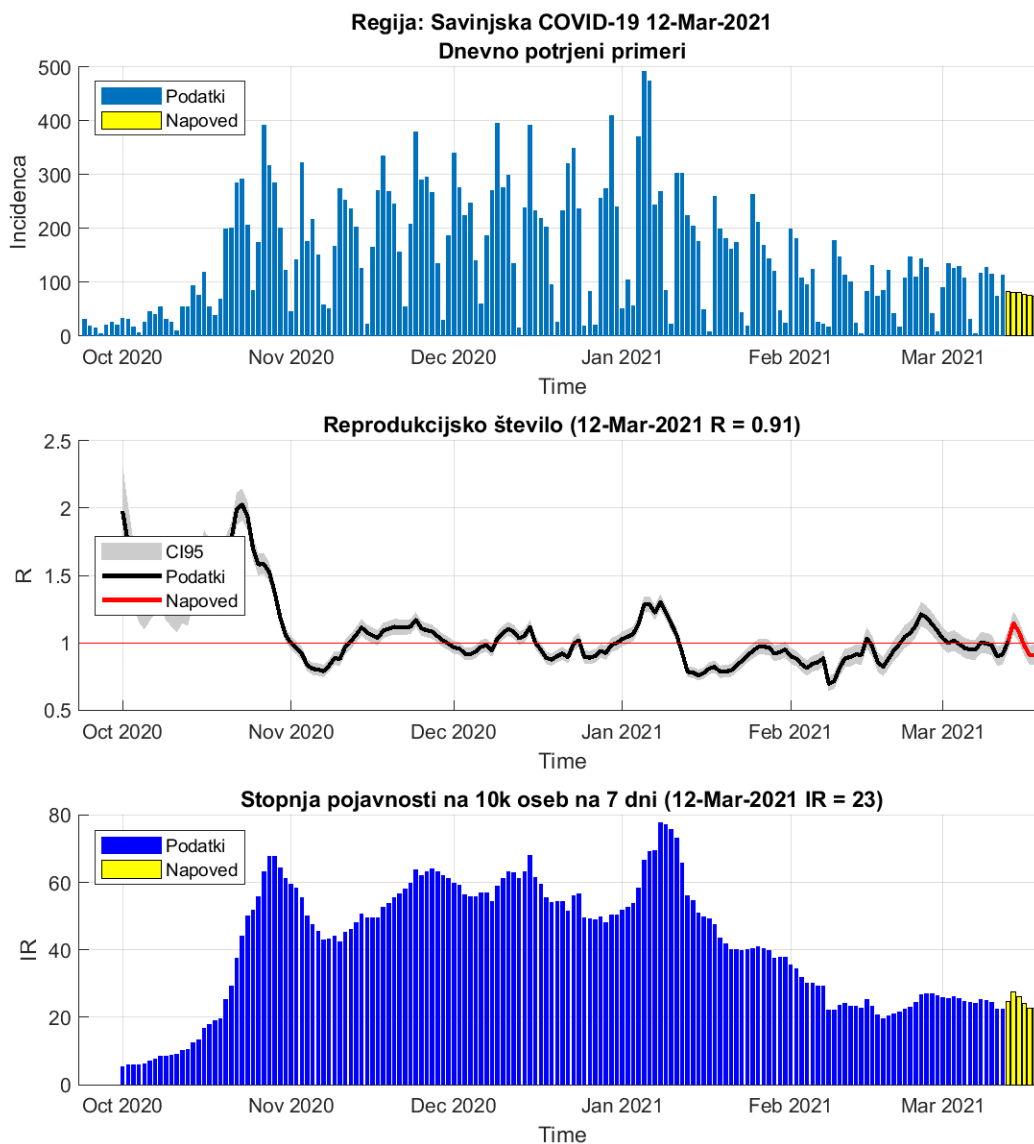 Regija: Savinjska COVID-19 12-Mar-2021
Dnevno potrjeni primeri
500
400
300
200
100
0
Incidenca
Podatki
Napoved
Oct 2020 Nov 2020 Dec 2020 Jan 2021 Feb 2021 Mar 2021
Time
Reprodukcijsko število (12-Mar-2021 R = 0.91)
2.5
2
1.5
1
0.5
R
CI95
Podatki
Napoved
Oct 2020 Nov 2020 Dec 2020 Jan 2021 Feb 2021 Mar 2021
Time
Stopnja pojavnosti na 10k oseb na 7 dni (12-Mar-2021 IR = 23)
80
60
40
20
0
IR
Podatki
Napoved
Oct 2020 Nov 2020 Dec 2020 Jan 2021 Feb 2021 Mar 2021
Time